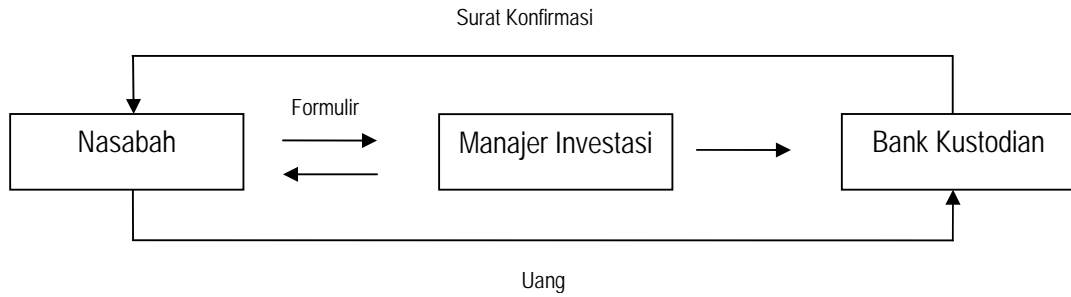 Surat Konfirmasi
Formulir
Nasabah
Manajer Investasi
Bank Kustodian
Uang